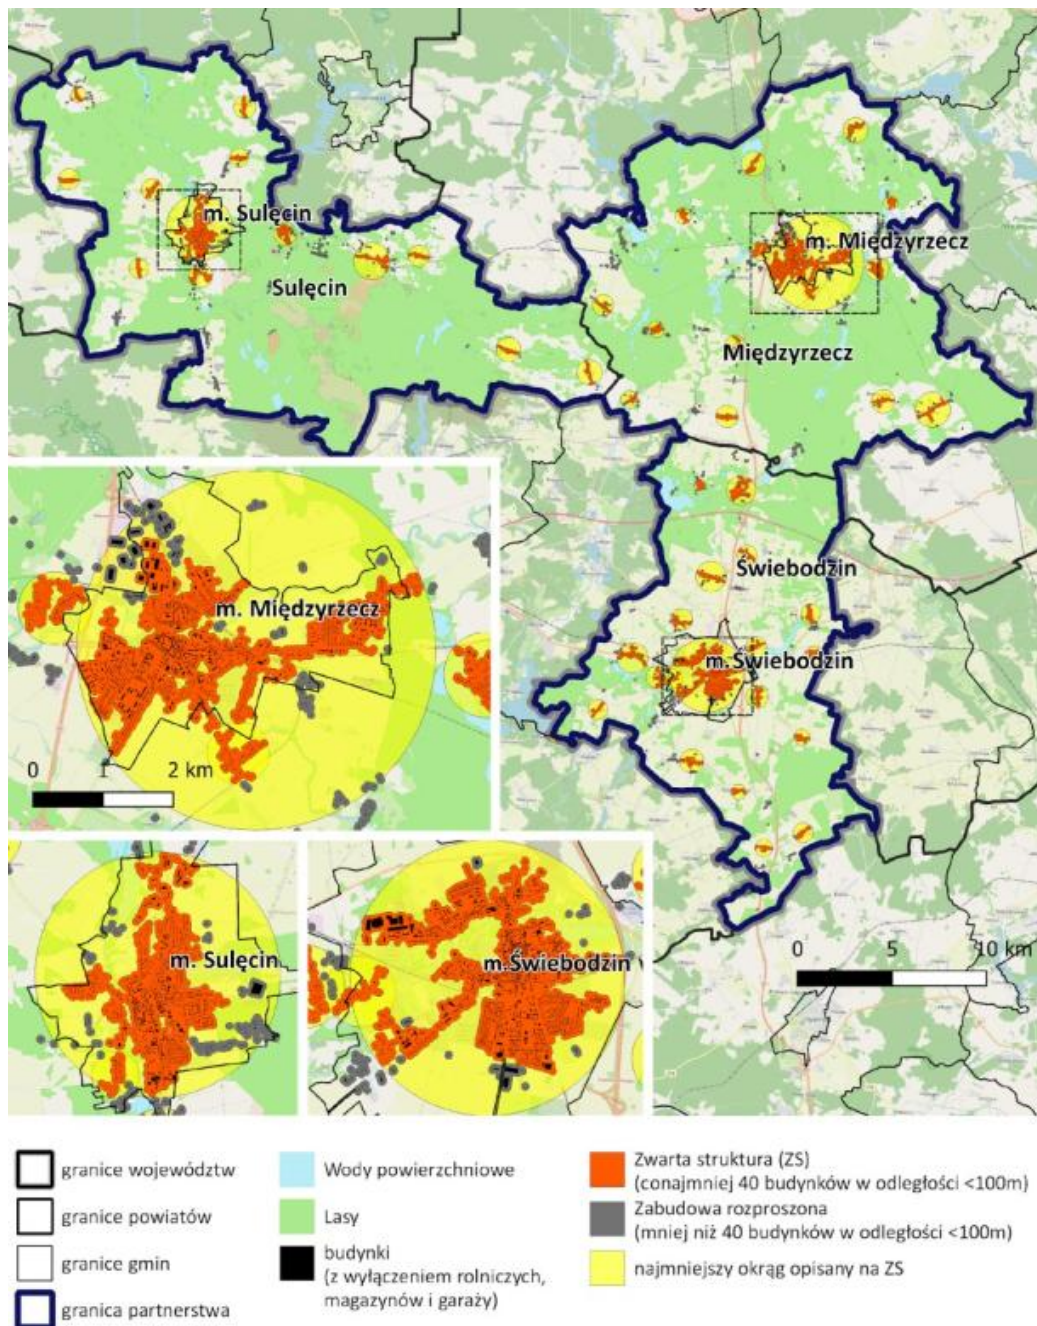 m. Sulęcin
m. Międzyrzecz
Sulęcin
Międzyrzecz
Świebodzin
m.Świebodzin
m. Międzyrzecz
0 1 2 km
m. Sulęcin
m.Świebodzin
0 5 10 km
granice województw
granice powiatów
granice gmin
granica partnerstwa
Wody powierzchniowe
Lasy
budynki
(z wyłączeniem rolniczych,
magazynów i garaży)
Zwarta struktura (ZS)
(conajmniej 40 budynków w odległości <100m)
Zabudowa rozproszona
(mniej niż 40 budynków w odległości <100m)
najmniejszy okrąg opisany na ZS